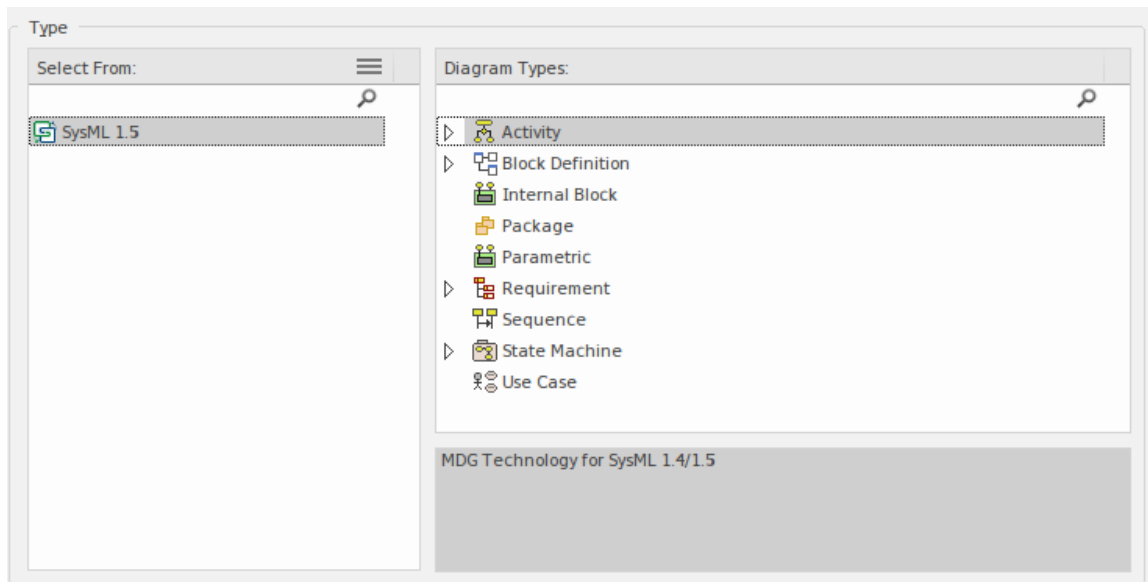 Type
Select From:
SysML 1.5
Diagram Types:
Activity
Block Definition
Internal Block
Package
Parametric
Requirement
Sequence
State Machine
Use Case
MDG Technology for SysML 1.4/1.5